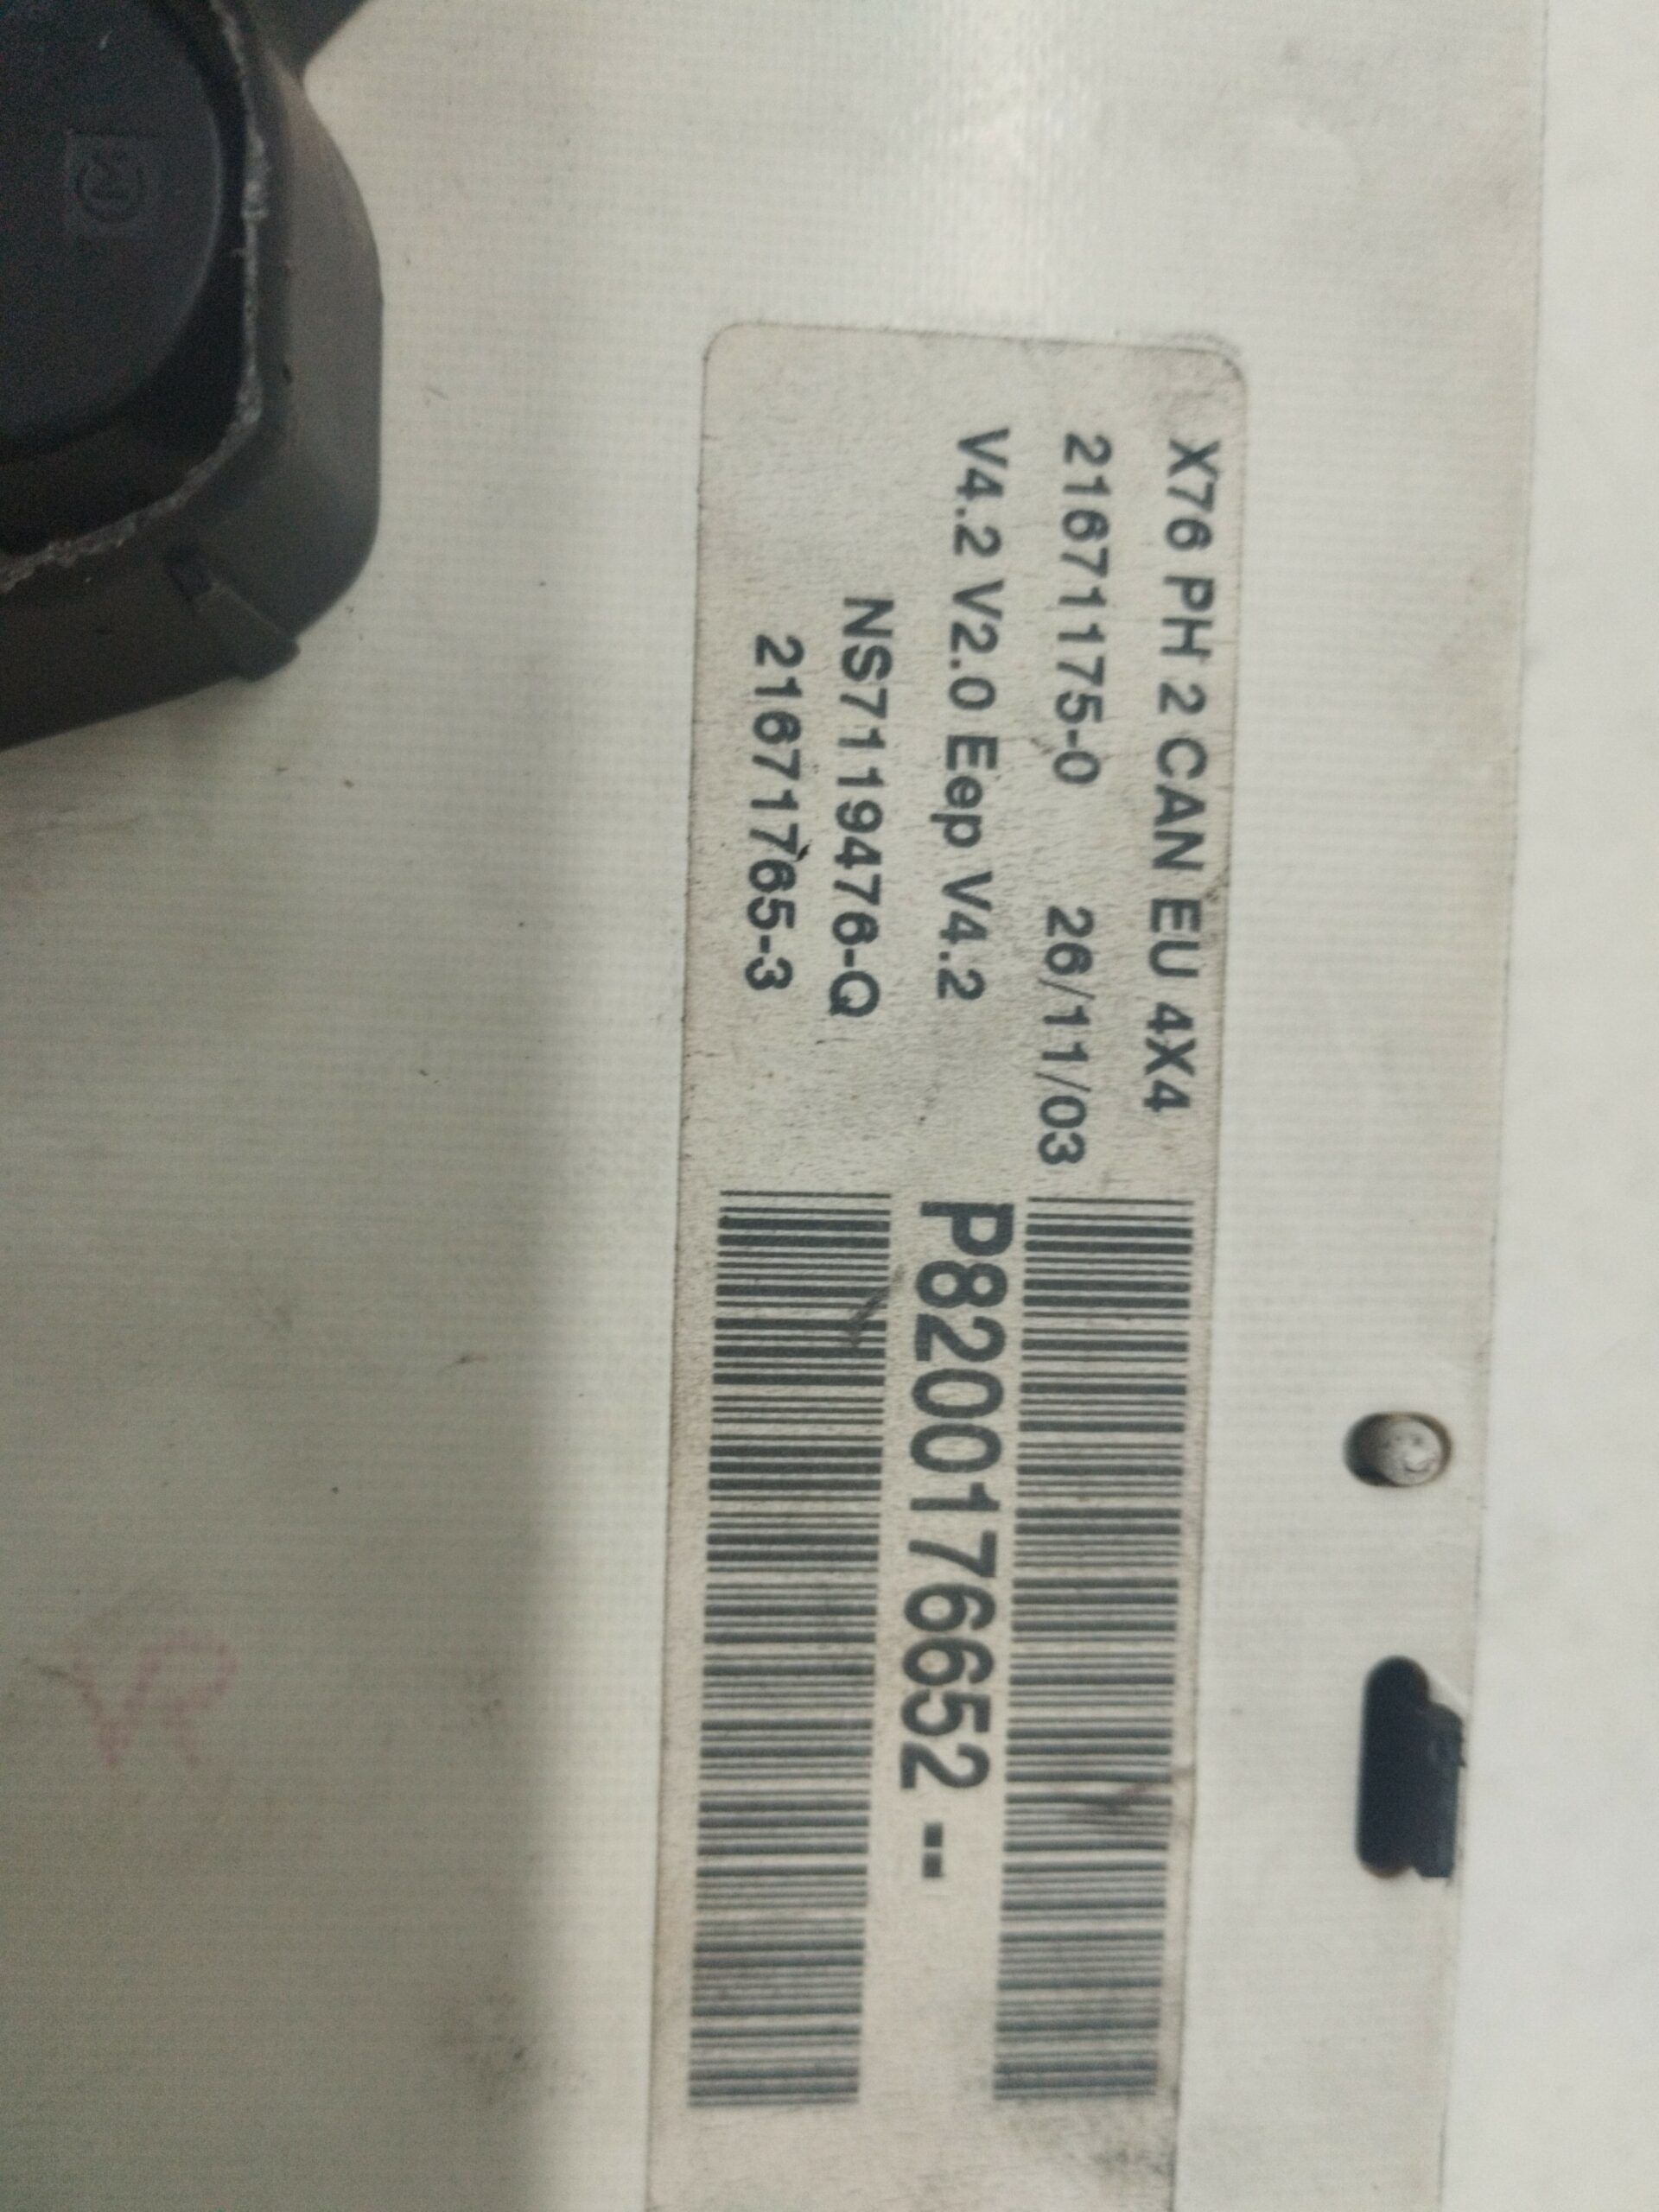 X76 PH 2 CAN EU 4X4
21671175-0 26/11/03
V4.2 V2.0 Eep V4.2
NS7119476-Q
21671765-3
P8200176652 --